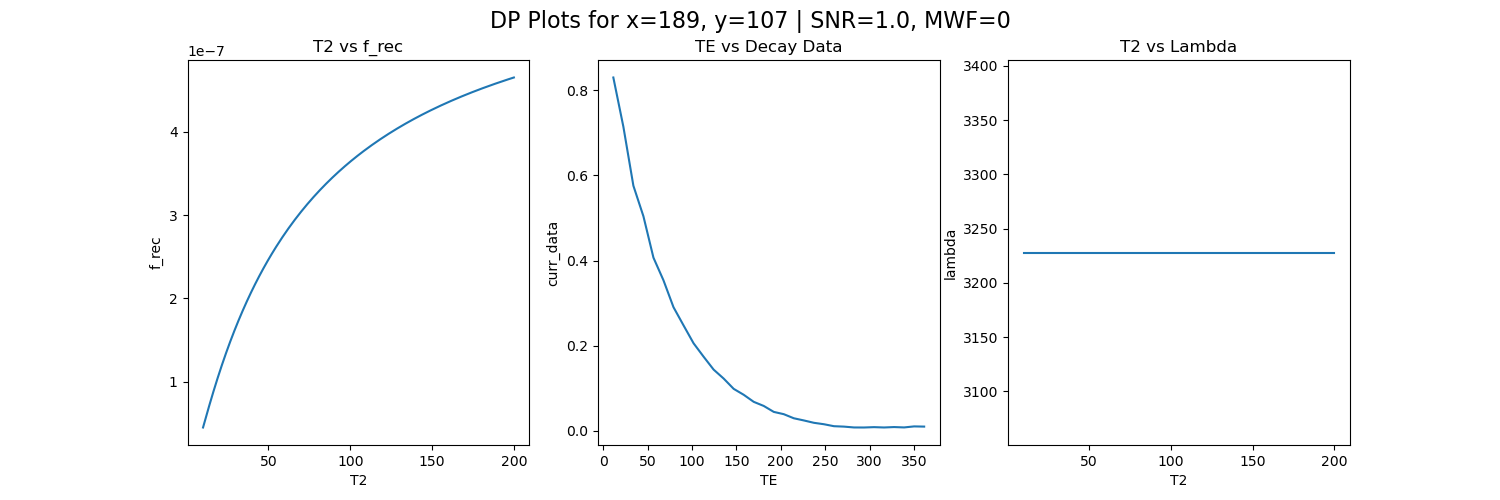 DP Plots for x=189, y=107 | SNR=1.0, MWF=0
T2 vs f_rec
1e−7
4
3
2
1
f_rec
50 100 150 200
T2
TE vs Decay Data
0.8
0.6
0.4
0.2
0.0
curr_data
0 50 100 150 200 250 300 350
TE
T2 vs Lambda
3400
3350
3300
3250
3200
3150
3100
lambda
50 100 150 200
T2